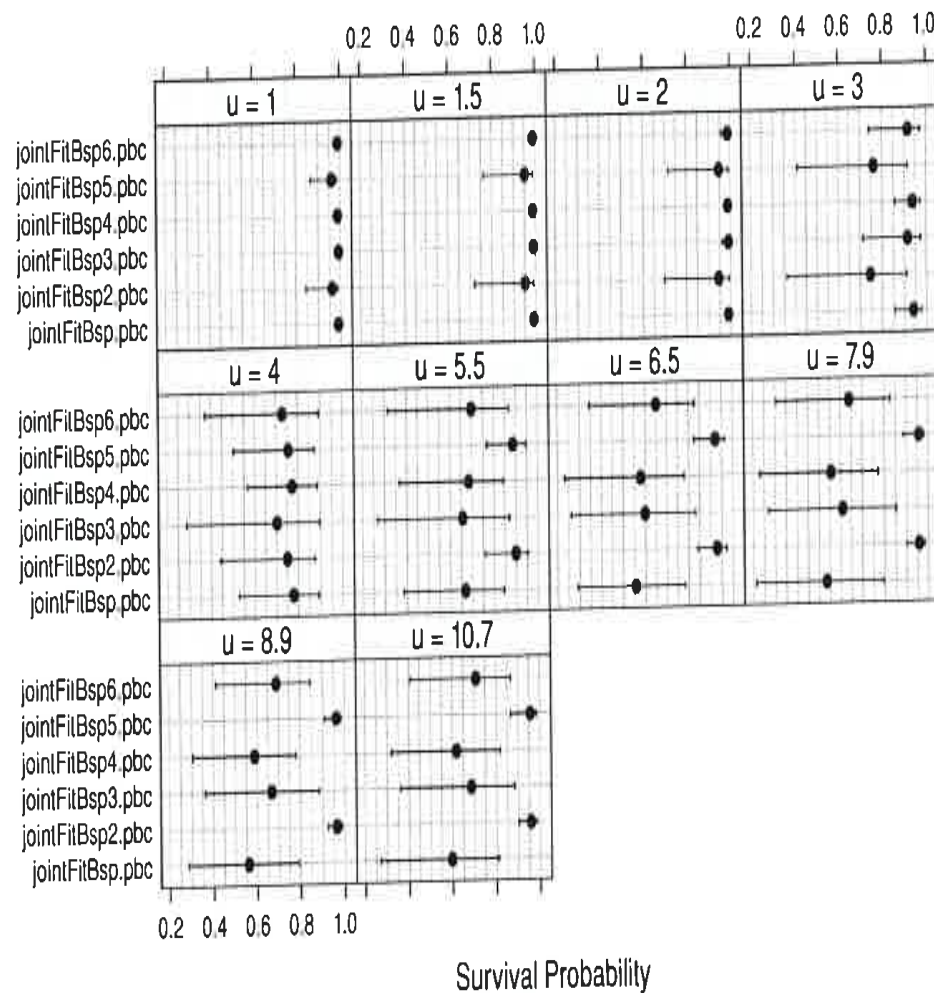 0.2 0.4 0.6 0.8 1.0 0.2 0.4 0.6 0.8 1.0
u = 1 u = 1.5 u = 2 u = 3
jointFitBsp6.pbc
jointFitBsp5.pbc
jointFitBsp4.pbc
jointFitBsp3.pbc
jointFitBsp2.pbc
jointFitBsp.pbc
u = 4 u = 5.5 u = 6.5 u = 7.9
jointFitBsp6.pbc
jointFitBsp5.pbc
jointFitBsp4.pbc
jointFitBsp3.pbc
jointFitBsp2.pbc
jointFitBsp.pbc
u = 8.9 u = 10.7
jointFitBsp6.pbc
jointFitBsp5.pbc
jointFitBsp4.pbc
jointFitBsp3.pbc
jointFitBsp2.pbc
jointFitBsp.pbc
0.2 0.4 0.6 0.8 1.0
Survival Probability